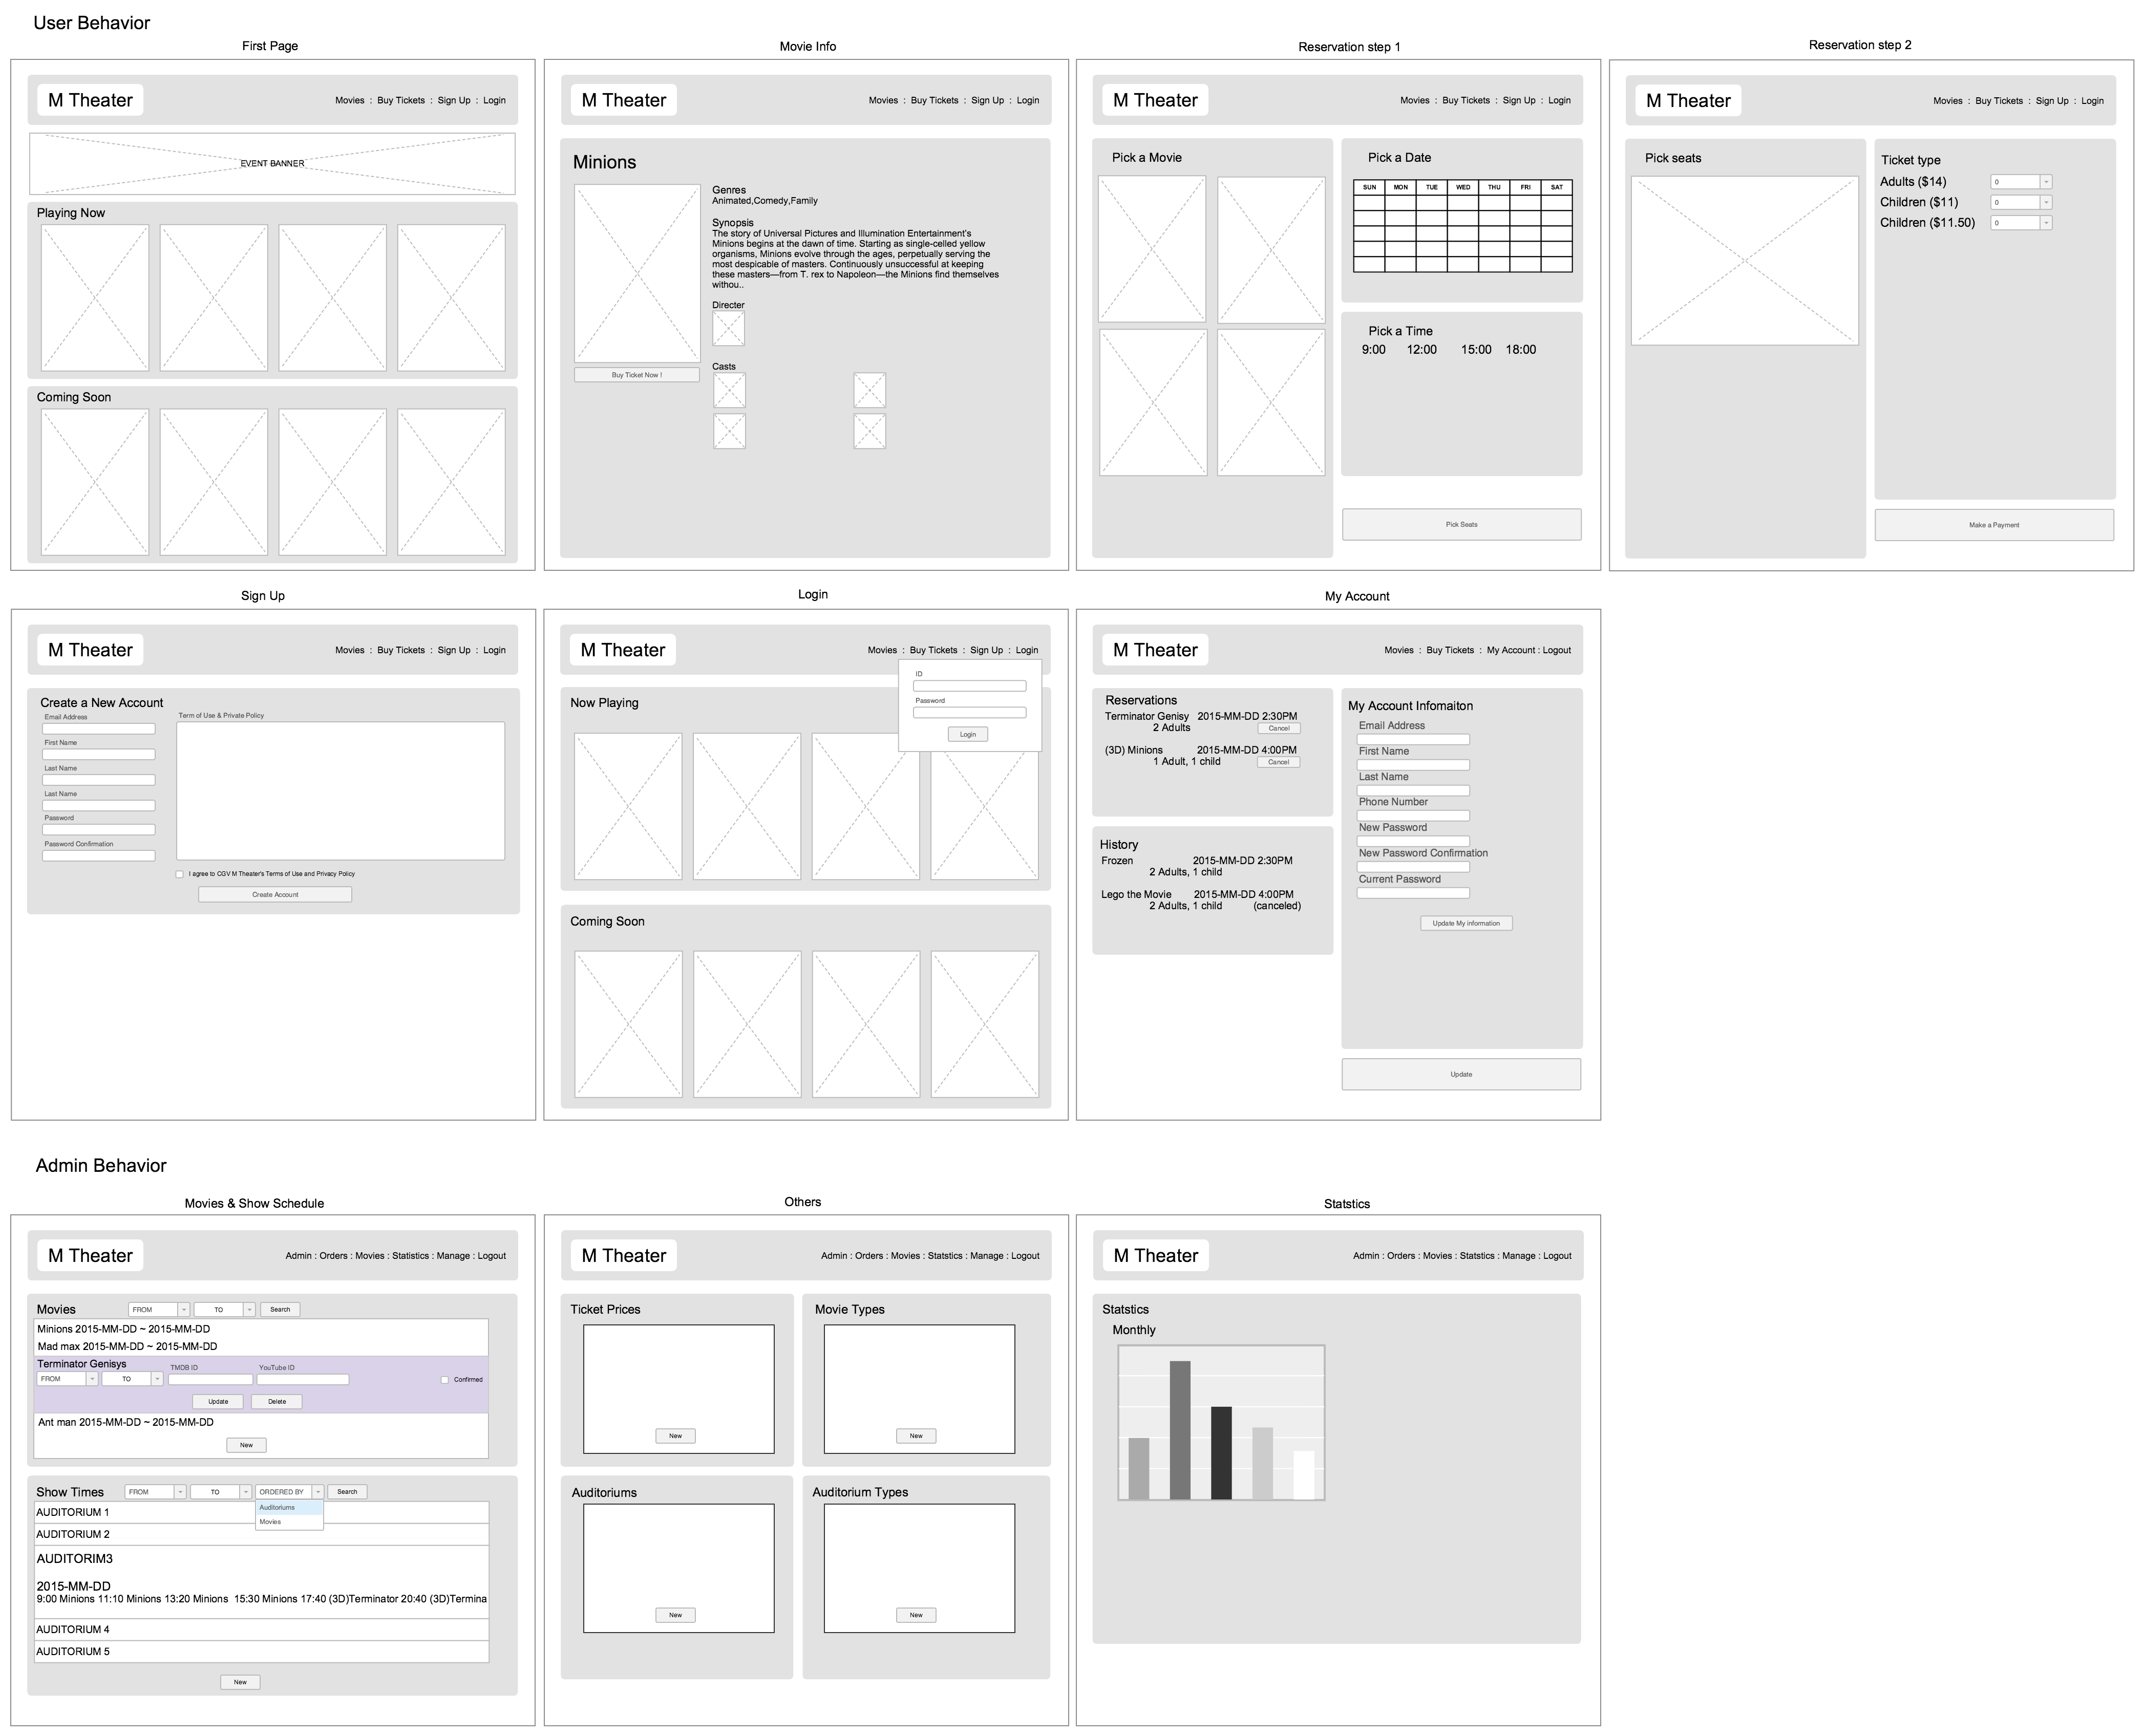 User Behavior
First Page
M Theater
Movies : Buy Tickets : Sign Up : Login
EVENT BANNER
Playing Now
Coming Soon
Movie Info
M Theater
Movies : Buy Tickets : Sign Up : Login
Minions
Genres
Animated,Comedy,Family
Synopsis
The story of Universal Pictures and Illumination Entertainment's
Minions begins at the dawn of time. Starting as single-celled yellow
organisms, Minions evolve through the ages, perpetually serving the
most despicable of masters. Continuously unsuccessful at keeping
these masters—from T. rex to Napoleon—the Minions find themselves
withou..
Directer
Casts
Buy Ticket Now !
Reservation step 1
M Theater
Movies : Buy Tickets : Sign Up : Login
Pick a Movie
Pick a Date
SUN MON TUE WED THU FRI SAT
Pick a Time
9:00 12:00 15:00 18:00
Pick Seats
Reservation step 2
M Theater
Movies : Buy Tickets : Sign Up : Login
Pick seats
Ticket type
Adults ($14) 0
Children ($11) 0
Children ($11.50) 0
Make a Payment
Sign Up
M Theater
Movies : Buy Tickets : Sign Up : Login
Create a New Account
Email Address
First Name
Last Name
Last Name
Password
Password Confirmation
Term of Use & Private Policy
I agree to CGV M Theater's Terms of Use and Privacy Policy
Create Account
Login
M Theater
Movies : Buy Tickets : Sign Up : Login
ID
Password
Login
Now Playing
Coming Soon
My Account
M Theater
Movies : Buy Tickets : My Account : Logout
Reservations
Terminator Genisy 2015-MM-DD 2:30PM
2 Adults Cancel
(3D) Minions 2015-MM-DD 4:00PM
1 Adult, 1 child Cancel
History
Frozen 2015-MM-DD 2:30PM
2 Adults, 1 child
Lego the Movie 2015-MM-DD 4:00PM
2 Adults, 1 child (canceled)
My Account Infomaiton
Email Address
First Name
Last Name
Phone Number
New Password
New Password Confirmation
Current Password
Update My information
Update
Admin Behavior
Movies & Show Schedule
M Theater
Admin : Orders : Movies : Statistics : Manage : Logout
Movies FROM TO Search
Minions 2015-MM-DD ~ 2015-MM-DD
Mad max 2015-MM-DD ~ 2015-MM-DD
Terminator Genisys TMDB ID YouTube ID
FROM TO Confirmed
Update Delete
Ant man 2015-MM-DD ~ 2015-MM-DD
New
Show Times FROM TO ORDERED BY Search
Auditoriums
Movies
AUDITORIUM 1
AUDITORIUM 2
AUDITORIM3
2015-MM-DD
9:00 Minions 11:10 Minions 13:20 Minions 15:30 Minions 17:40 (3D)Terminator 20:40 (3D)Termina
AUDITORIUM 4
AUDITORIUM 5
New
Others
M Theater
Admin : Orders : Movies : Statstics : Manage : Logout
Ticket Prices
New
Movie Types
New
Auditoriums
New
Auditorium Types
New
Statstics
M Theater
Admin : Orders : Movies : Statstics : Manage : Logout
Statstics
Monthly